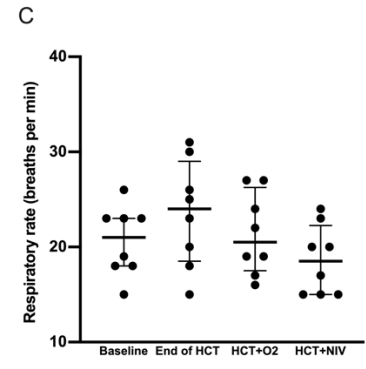 C
Respiratory rate (breaths per min)
40
30
20
10
Baseline End of HCT HCT+O2 HCT+NIV